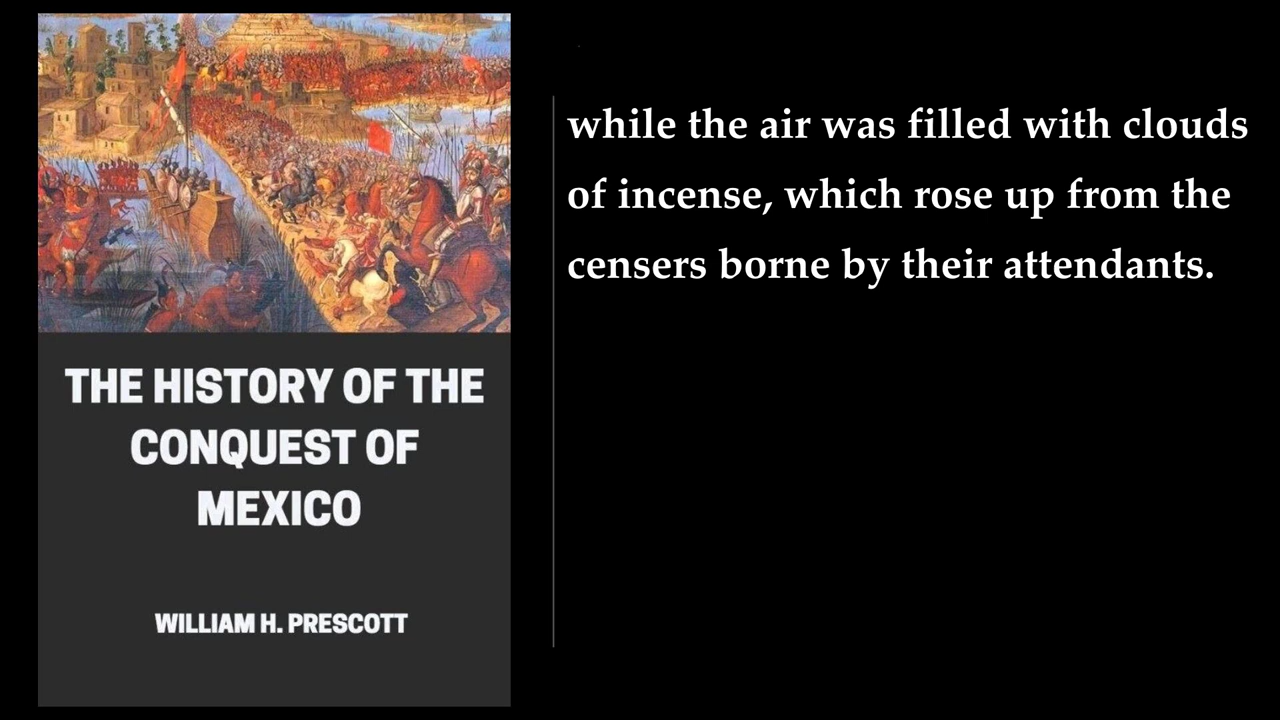 THE HISTORY OF THE
CONQUEST OF
MEXICO
WILLIAM H. PRESCOTT
while the air was filled with clouds
of incense, which rose up from the
censers borne by their attendants.